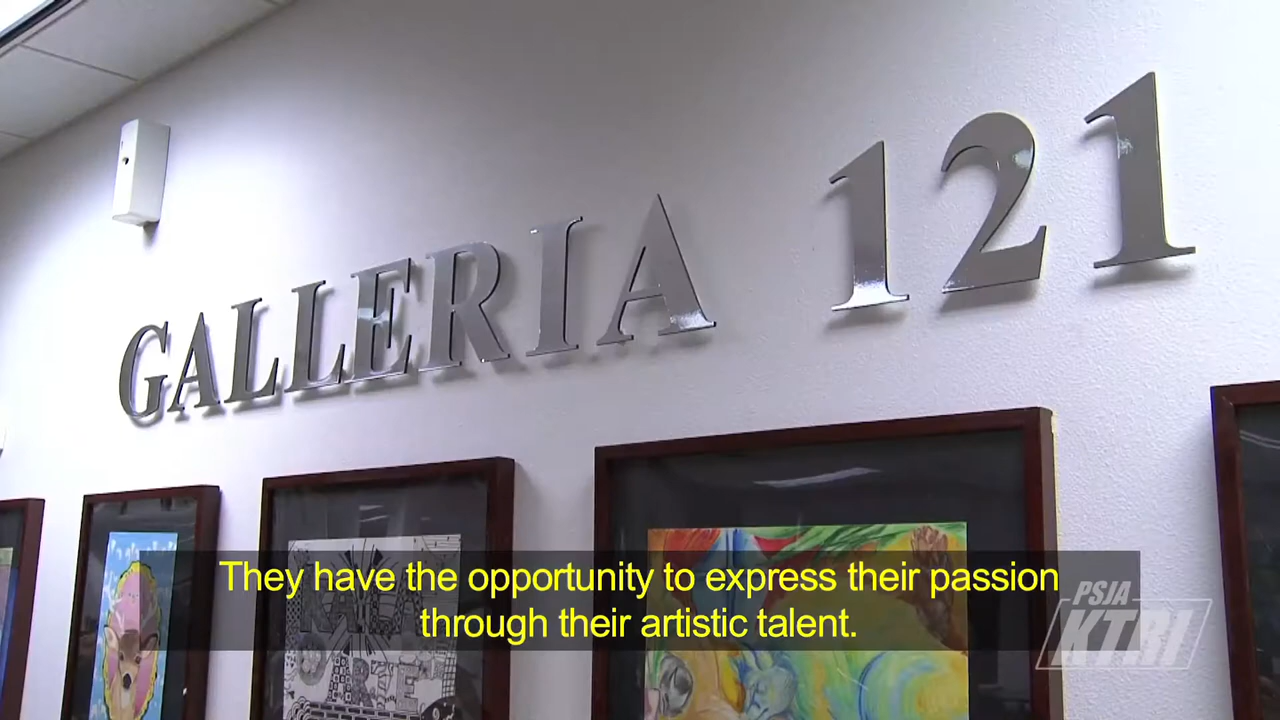 GALLERIA 121
They have the opportunity to express their passion
through their artistic talent.
PSJA
KTRI